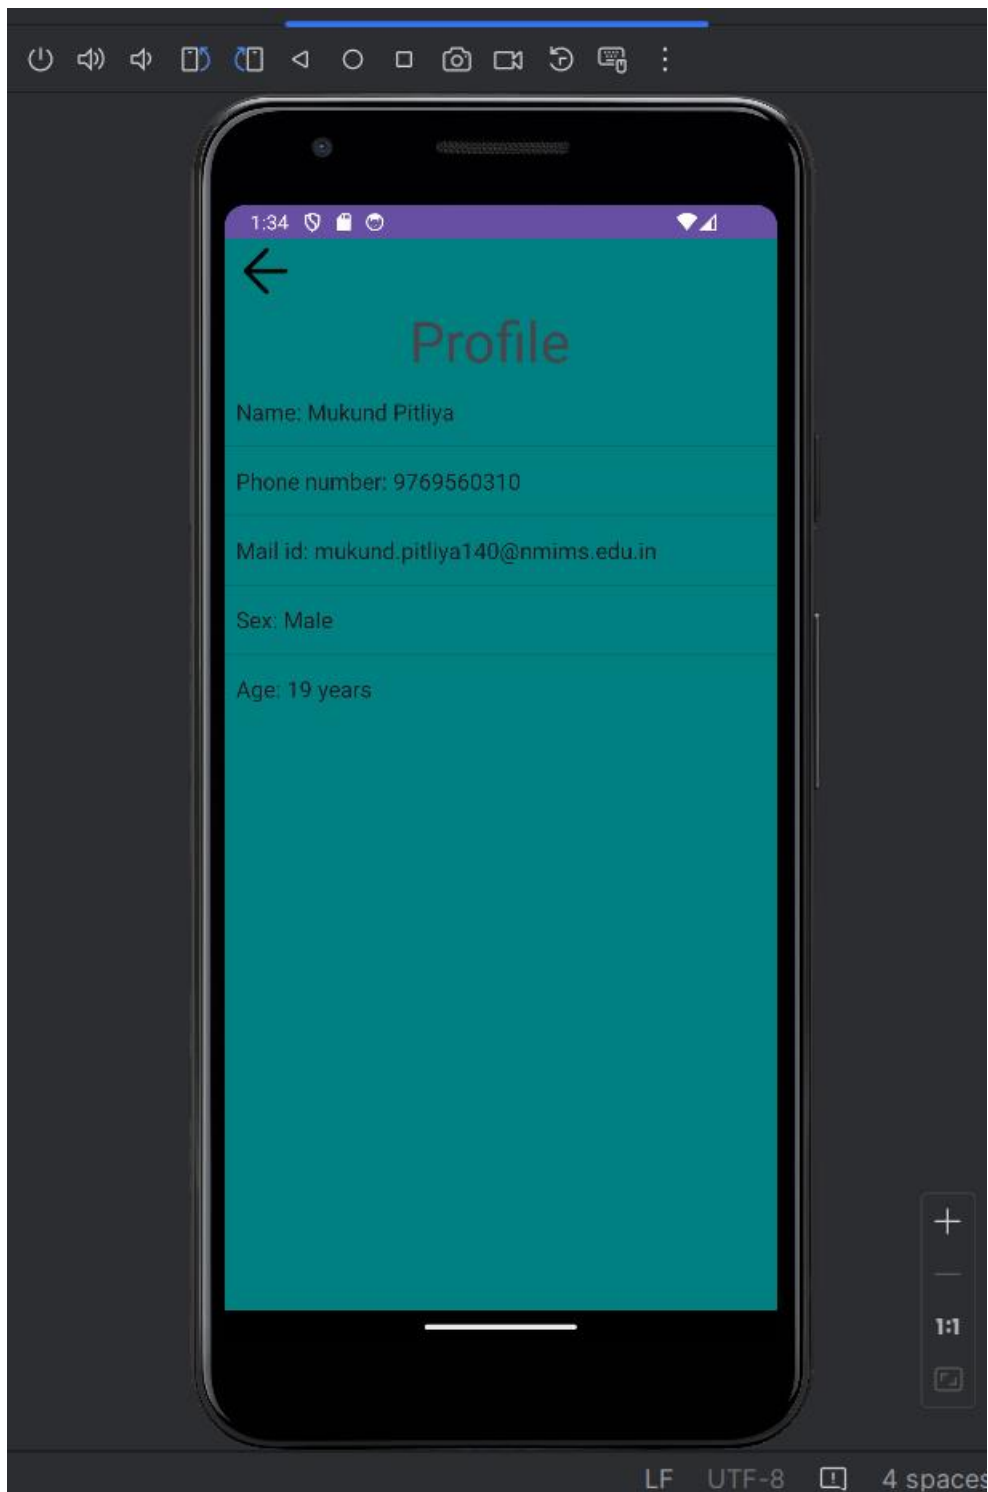 1:34
Profile
Name: Mukund Pitliya
Phone number: 9769560310
Mail id: mukund.pitliya140@nmims.edu.in
Sex: Male
Age: 19 years
1:1
LF UTF-8 4 spaces